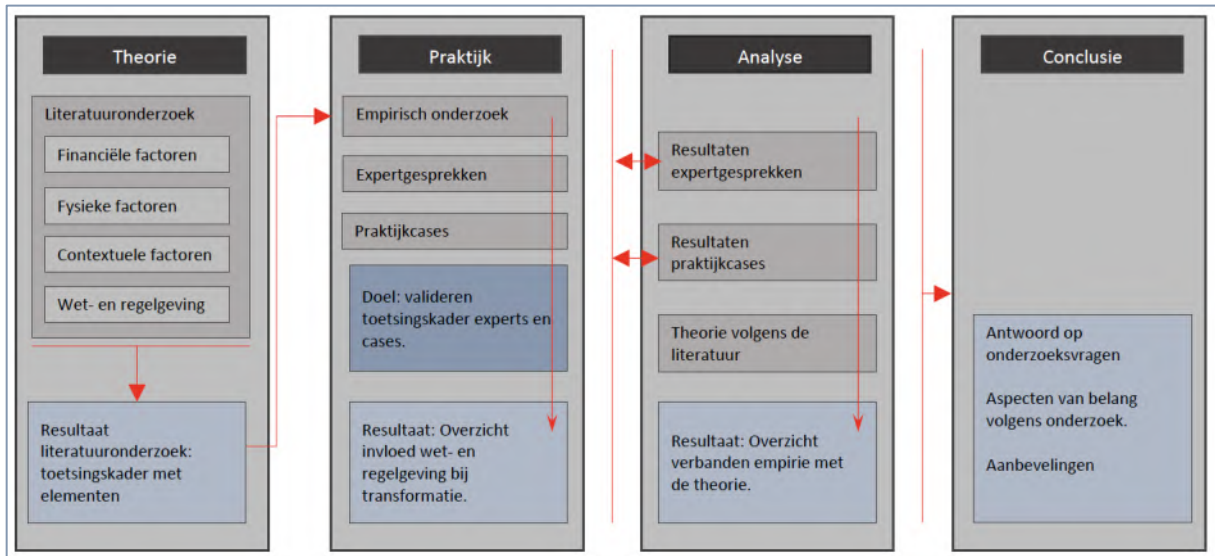 Theorie
Literatuuronderzoek
Financiële factoren
Fysieke factoren
Contextuele factoren
Wet- en regelgeving
Resultaat
literatuuronderzoek:
toetsingskader met
elementen
Praktijk
Empirisch onderzoek
Expertgesprekken
Praktijkcases
Doel: valideren
toetsingskader experts en
cases.
Resultaat: Overzicht
invloed wet- en
regelgeving bij
transformatie.
Analyse
Resultaten
expertgesprekken
Resultaten
praktijkcases
Theorie volgens de
literatuur
Resultaat: Overzicht
verbanden empirie met
de theorie.
Conclusie
Antwoord op
onderzoeksvragen
Aspecten van belang
volgens onderzoek.
Aanbevelingen